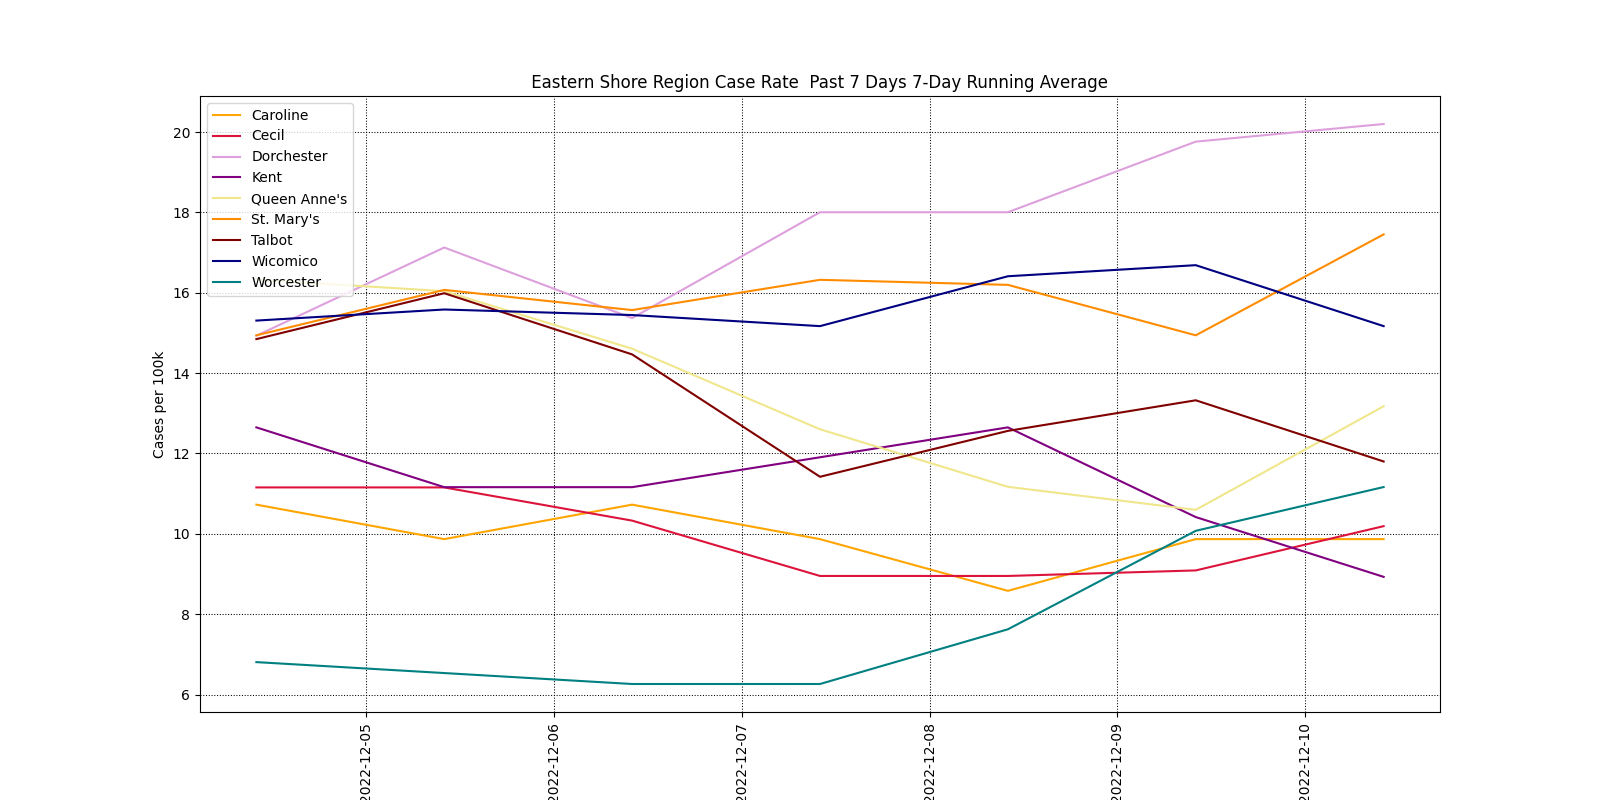 Eastern Shore Region Case Rate  Past 7 Days 7-Day Running Average
Caroline
Cecil
Dorchester
Kent
Queen Anne's
St. Mary's
Talbot
Wicomico
Worcester
Cases per 100k
20
18
16
14
12
10
8
6
2022-12-05
2022-12-06
2022-12-07
2022-12-08
2022-12-09
2022-12-10